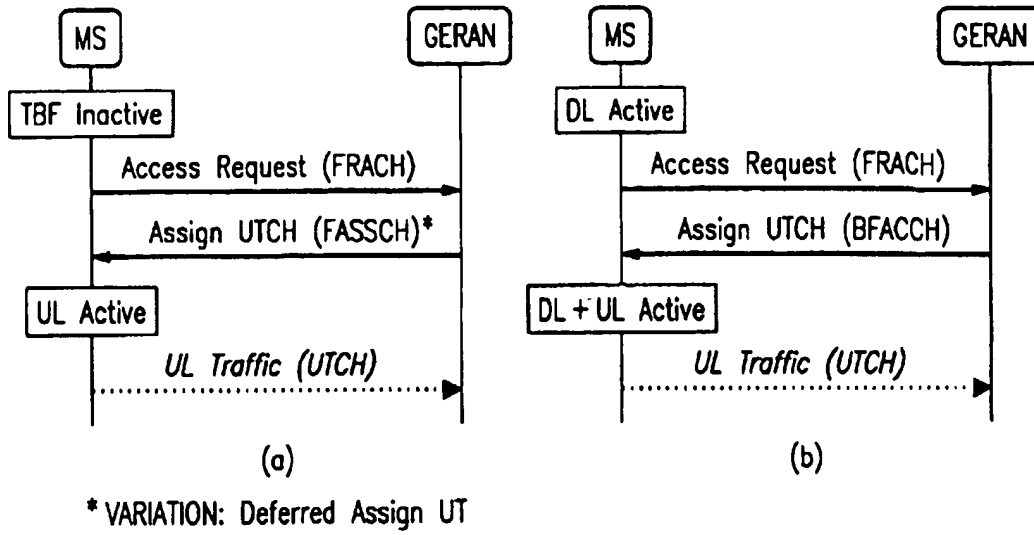 MS
GERAN
TBF Inactive
Access Request (FRACH)
Assign UTCH (FASSCH)*
UL Active
UL Traffic (UTCH)
(a)
MS
GERAN
DL Active
Access Request (FRACH)
Assign UTCH (BFACCH)
DL + UL Active
UL Traffic (UTCH)
(b)
* VARIATION: Deferred Assign UT